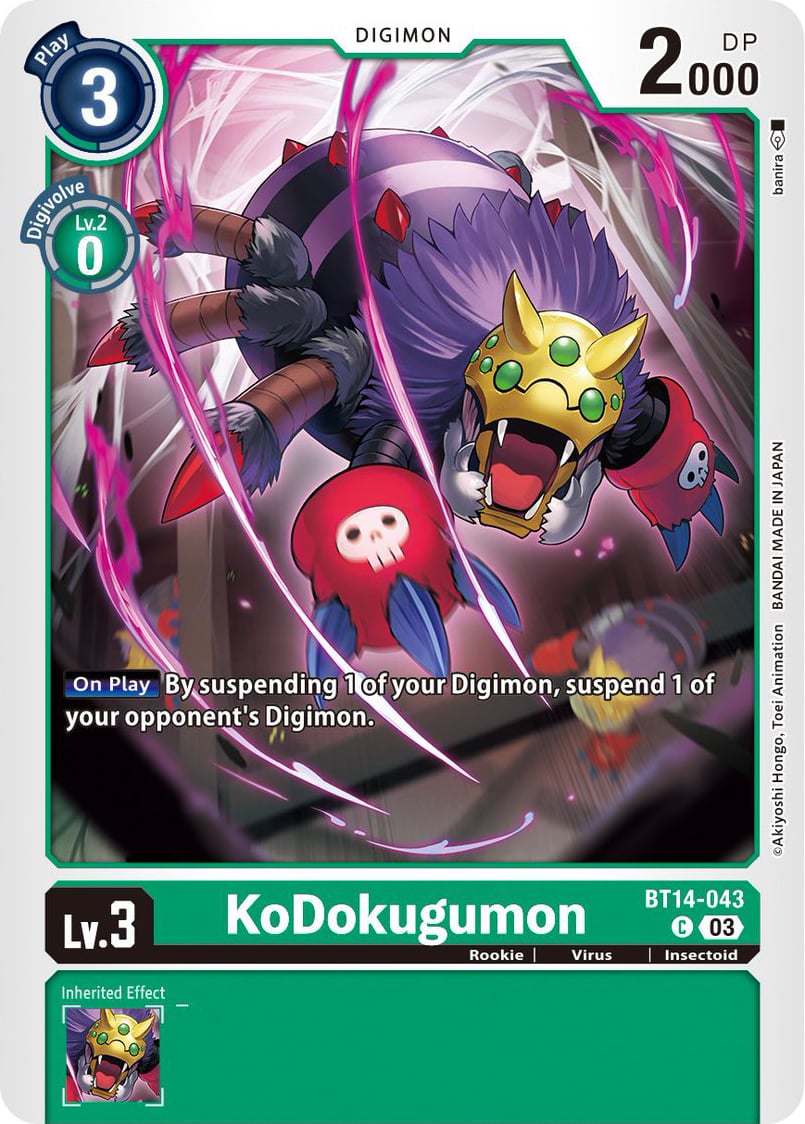 DIGIMON
Play
3
DP
2000
Digivolve
Lv.2
0
banira
©Akiyoshi Hongo, Toei Animation BANDAI MADE IN JAPAN
On Play By suspending 1 of your Digimon, suspend 1 of
your opponent's Digimon.
Lv.3
KoDokugumon
BT14-043
C 03
Rookie | Virus | Insectoid
Inherited Effect –